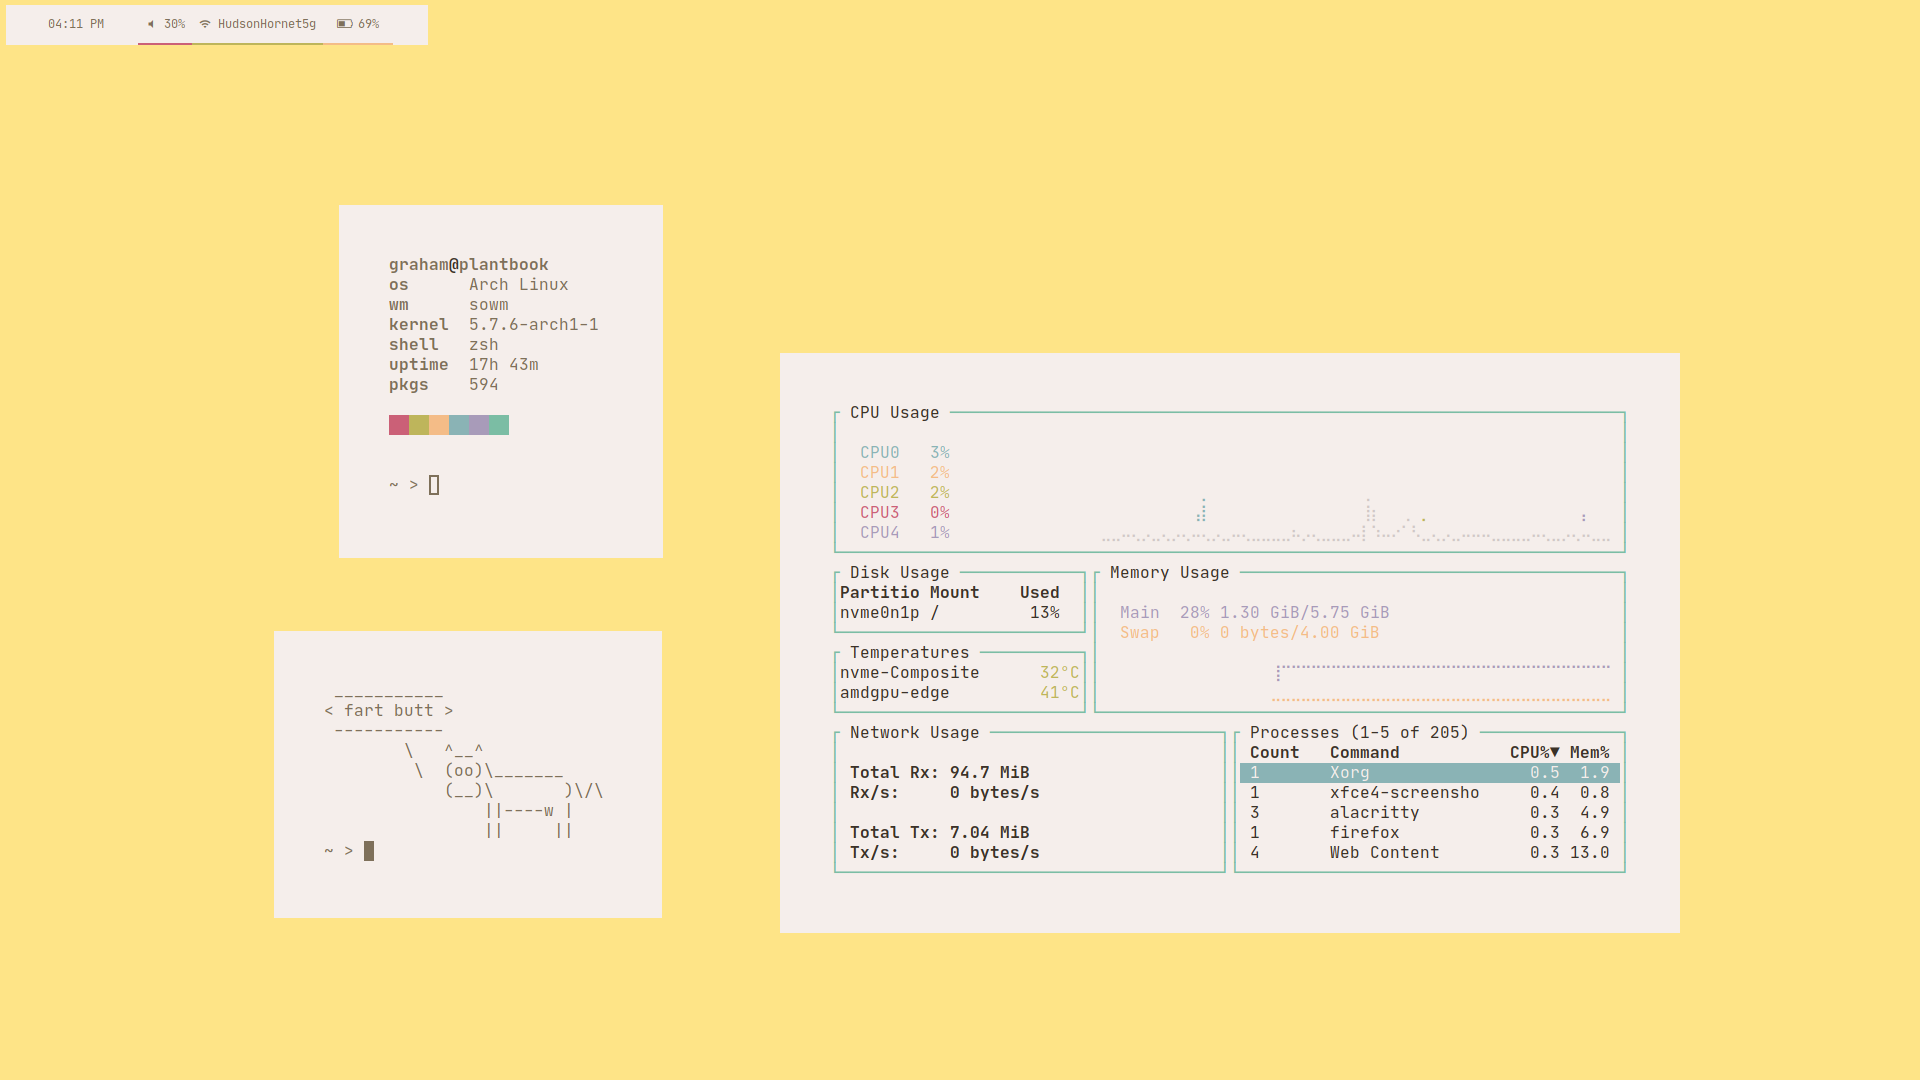 04:11 PM 30% HudsonHornet5g 69%
graham@plantbook
os Arch Linux
wm sowm
kernel 5.7.6-arch1-1
shell zsh
uptime 17h 43m
pkgs 594
~ >
___________
< fart butt >
-----------
\ ^__^
\ (oo)\_______
(__)\ )\/\
||----w |
|| ||
~ >
CPU Usage
CPU0 3%
CPU1 2%
CPU2 2%
CPU3 0%
CPU4 1%
Disk Usage
Partitio Mount Used
nvme0n1p / 13%
Temperatures
nvme-Composite 32°C
amdgpu-edge 41°C
Memory Usage
Main 28% 1.30 GiB/5.75 GiB
Swap 0% 0 bytes/4.00 GiB
Network Usage
Total Rx: 94.7 MiB
Rx/s: 0 bytes/s
Total Tx: 7.04 MiB
Tx/s: 0 bytes/s
Processes (1-5 of 205)
Count Command CPU%▼ Mem%
1 Xorg 0.5 1.9
1 xfce4-screensho 0.4 0.8
3 alacritty 0.3 4.9
1 firefox 0.3 6.9
4 Web Content 0.3 13.0